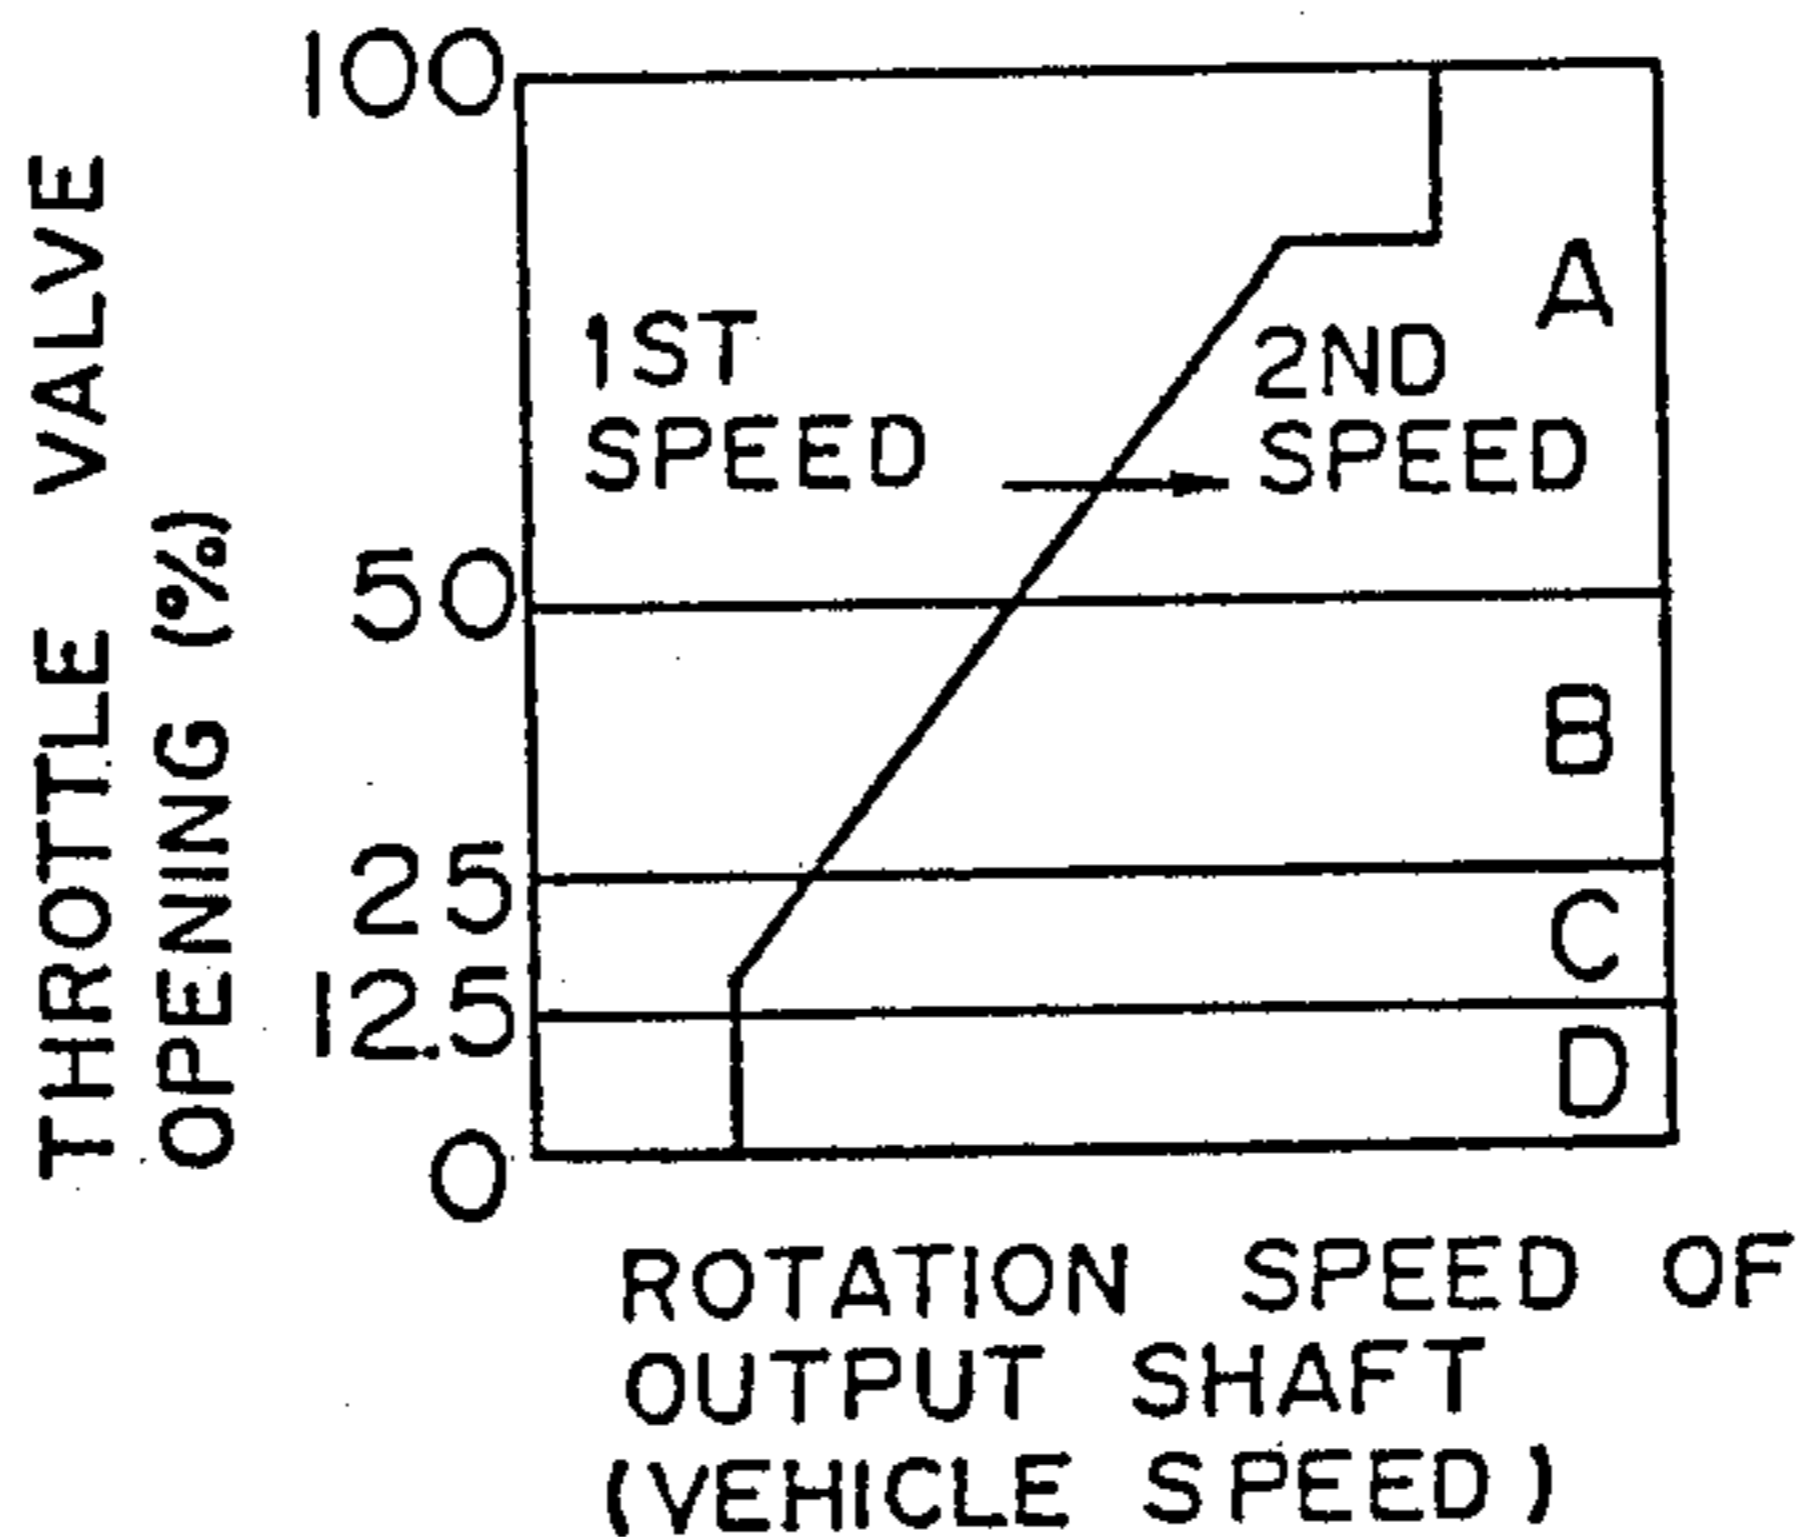 THROTTLE VALVE
OPENING (%)
100
50
25
12.5
0
1ST
SPEED
2ND
SPEED
A
B
C
D
ROTATION SPEED OF
OUTPUT SHAFT
(VEHICLE SPEED)